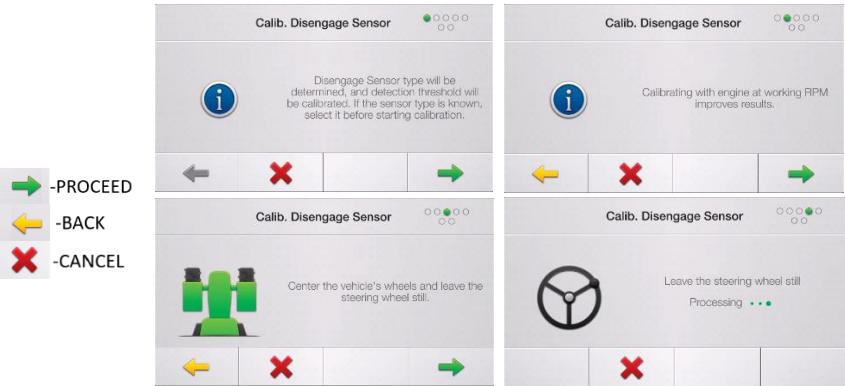 -PROCEED
-BACK
-CANCEL
Calib. Disengage Sensor
Disengage Sensor type will be
determined, and detection threshold will
be calibrated. If the sensor type is known,
select it before starting calibration.
Calib. Disengage Sensor
Calibrating with engine at working RPM
improves results.
Calib. Disengage Sensor
Center the vehicle's wheels and leave the
steering wheel still.
Calib. Disengage Sensor
Leave the steering wheel still
Processing